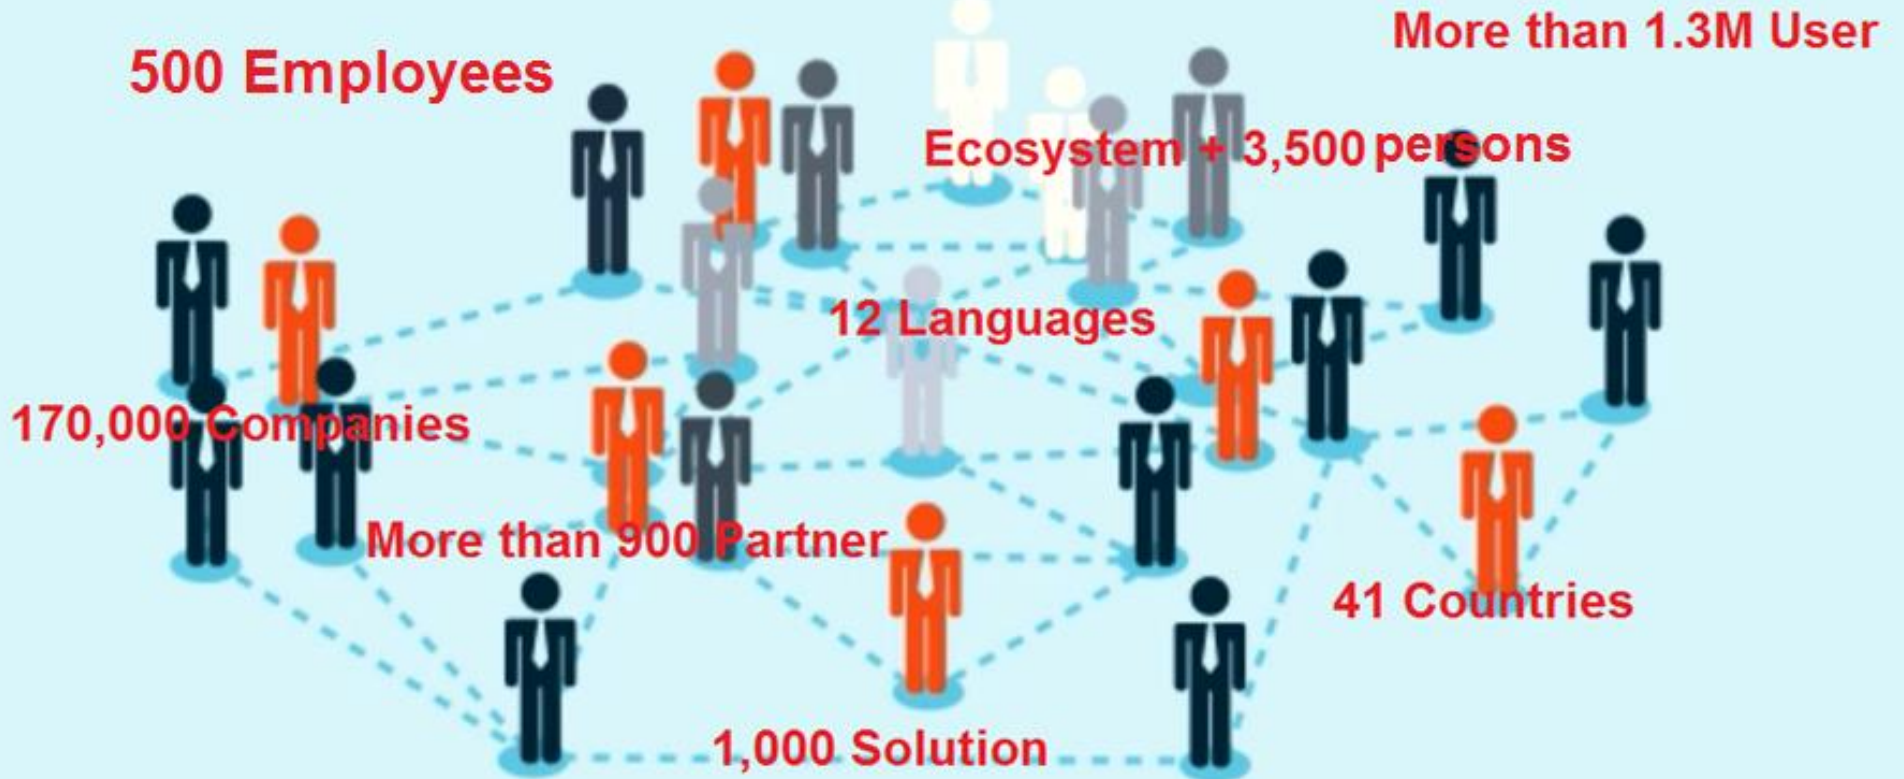 More than 1.3M User
500 Employees
Ecosystem + 3,500 persons
12 Languages
170,000 Companies
More than 900 Partner
41 Countries
1,000 Solution